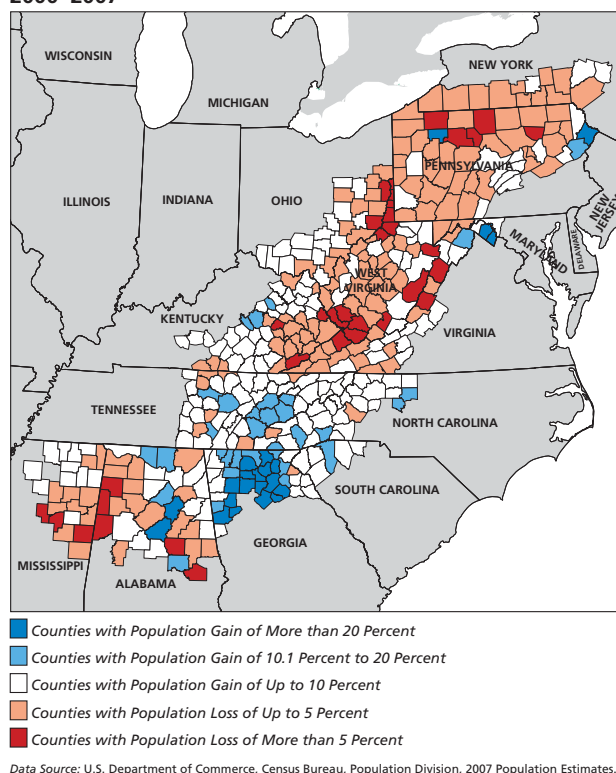 WISCONSIN
NEW YORK
MICHIGAN
PENNSYLVANIA
ILLINOIS
INDIANA
OHIO
NEW
JERSEY
MARYLAND
DELAWARE
WEST
VIRGINIA
KENTUCKY
VIRGINIA
TENNESSEE
NORTH CAROLINA
SOUTH CAROLINA
GEORGIA
MISSISSIPPI
ALABAMA
Counties with Population Gain of More than 20 Percent
Counties with Population Gain of 10.1 Percent to 20 Percent
Counties with Population Gain of Up to 10 Percent
Counties with Population Loss of Up to 5 Percent
Counties with Population Loss of More than 5 Percent
Data Source: U.S. Department of Commerce, Census Bureau, Population Division, 2007 Population Estimates.